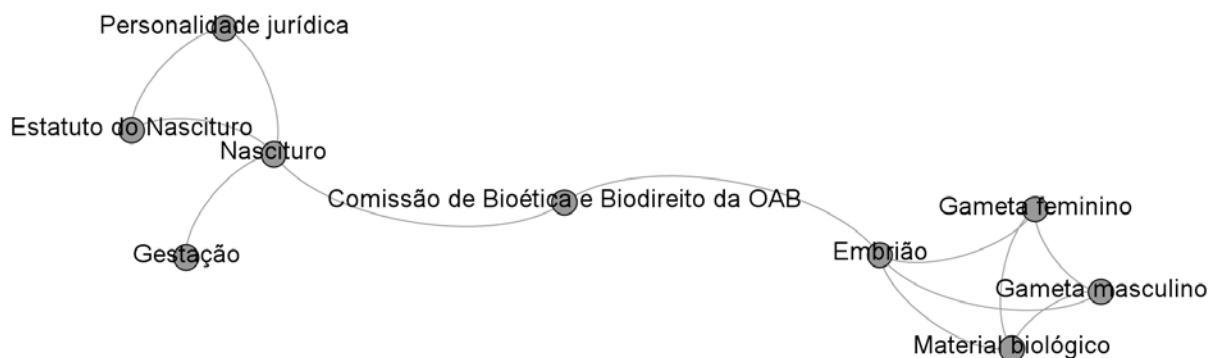 Personalidade jurídica
Estatuto do Nascituro
Nascituro
Comissão de Bioética e Biodireito da OAB
Gestação
Gameta feminino
Embrião
Gameta masculino
Material biológico